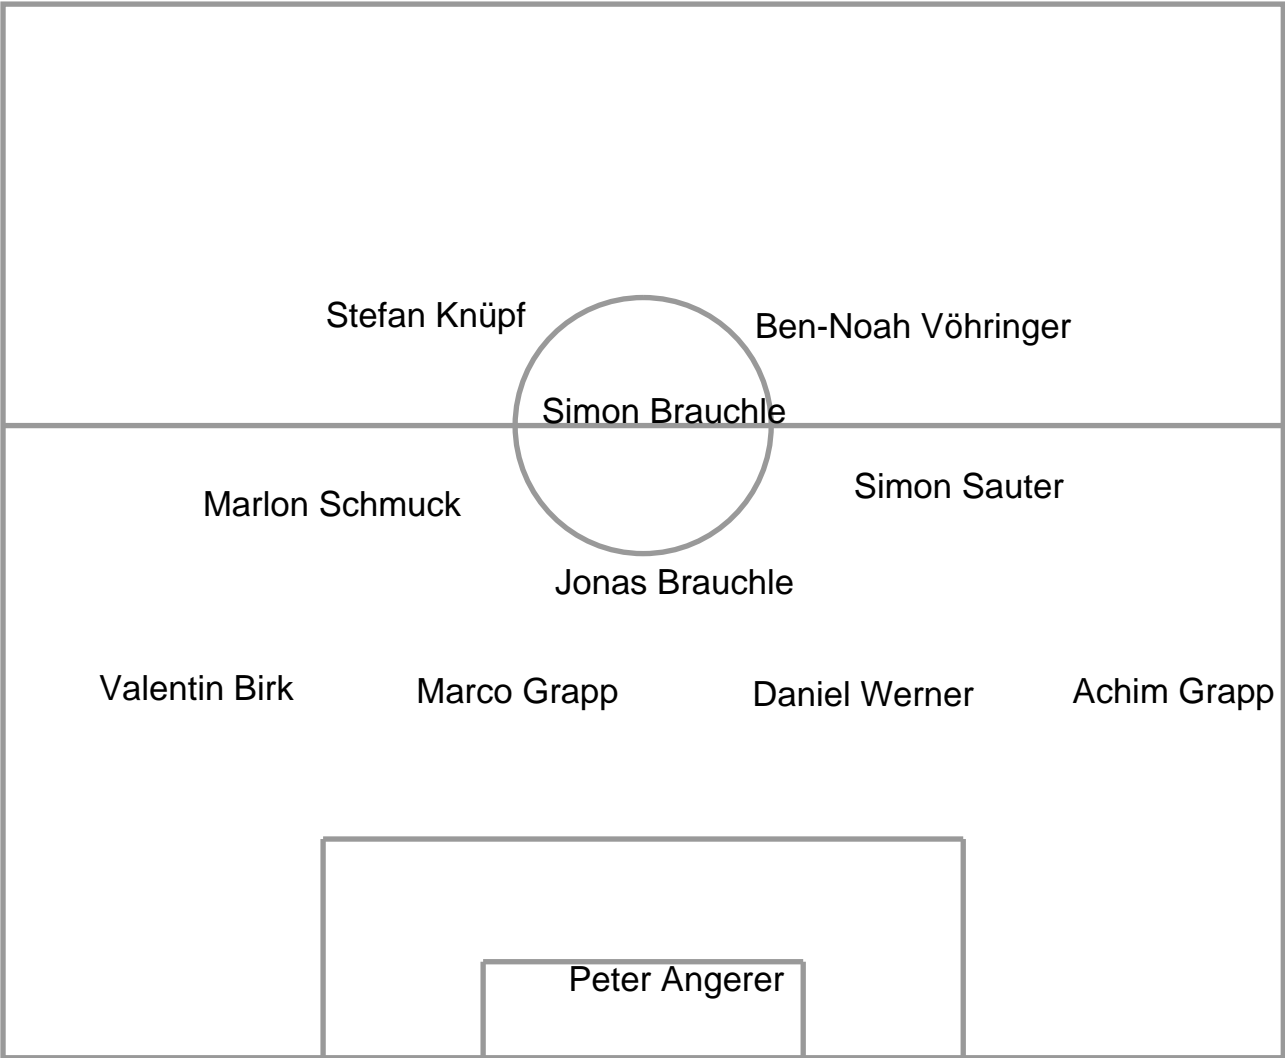 Stefan Knüpf
Ben-Noah Vöhringer
Simon Brauchle
Marlon Schmuck
Simon Sauter
Jonas Brauchle
Valentin Birk
Marco Grapp
Daniel Werner
Achim Grapp
Peter Angerer